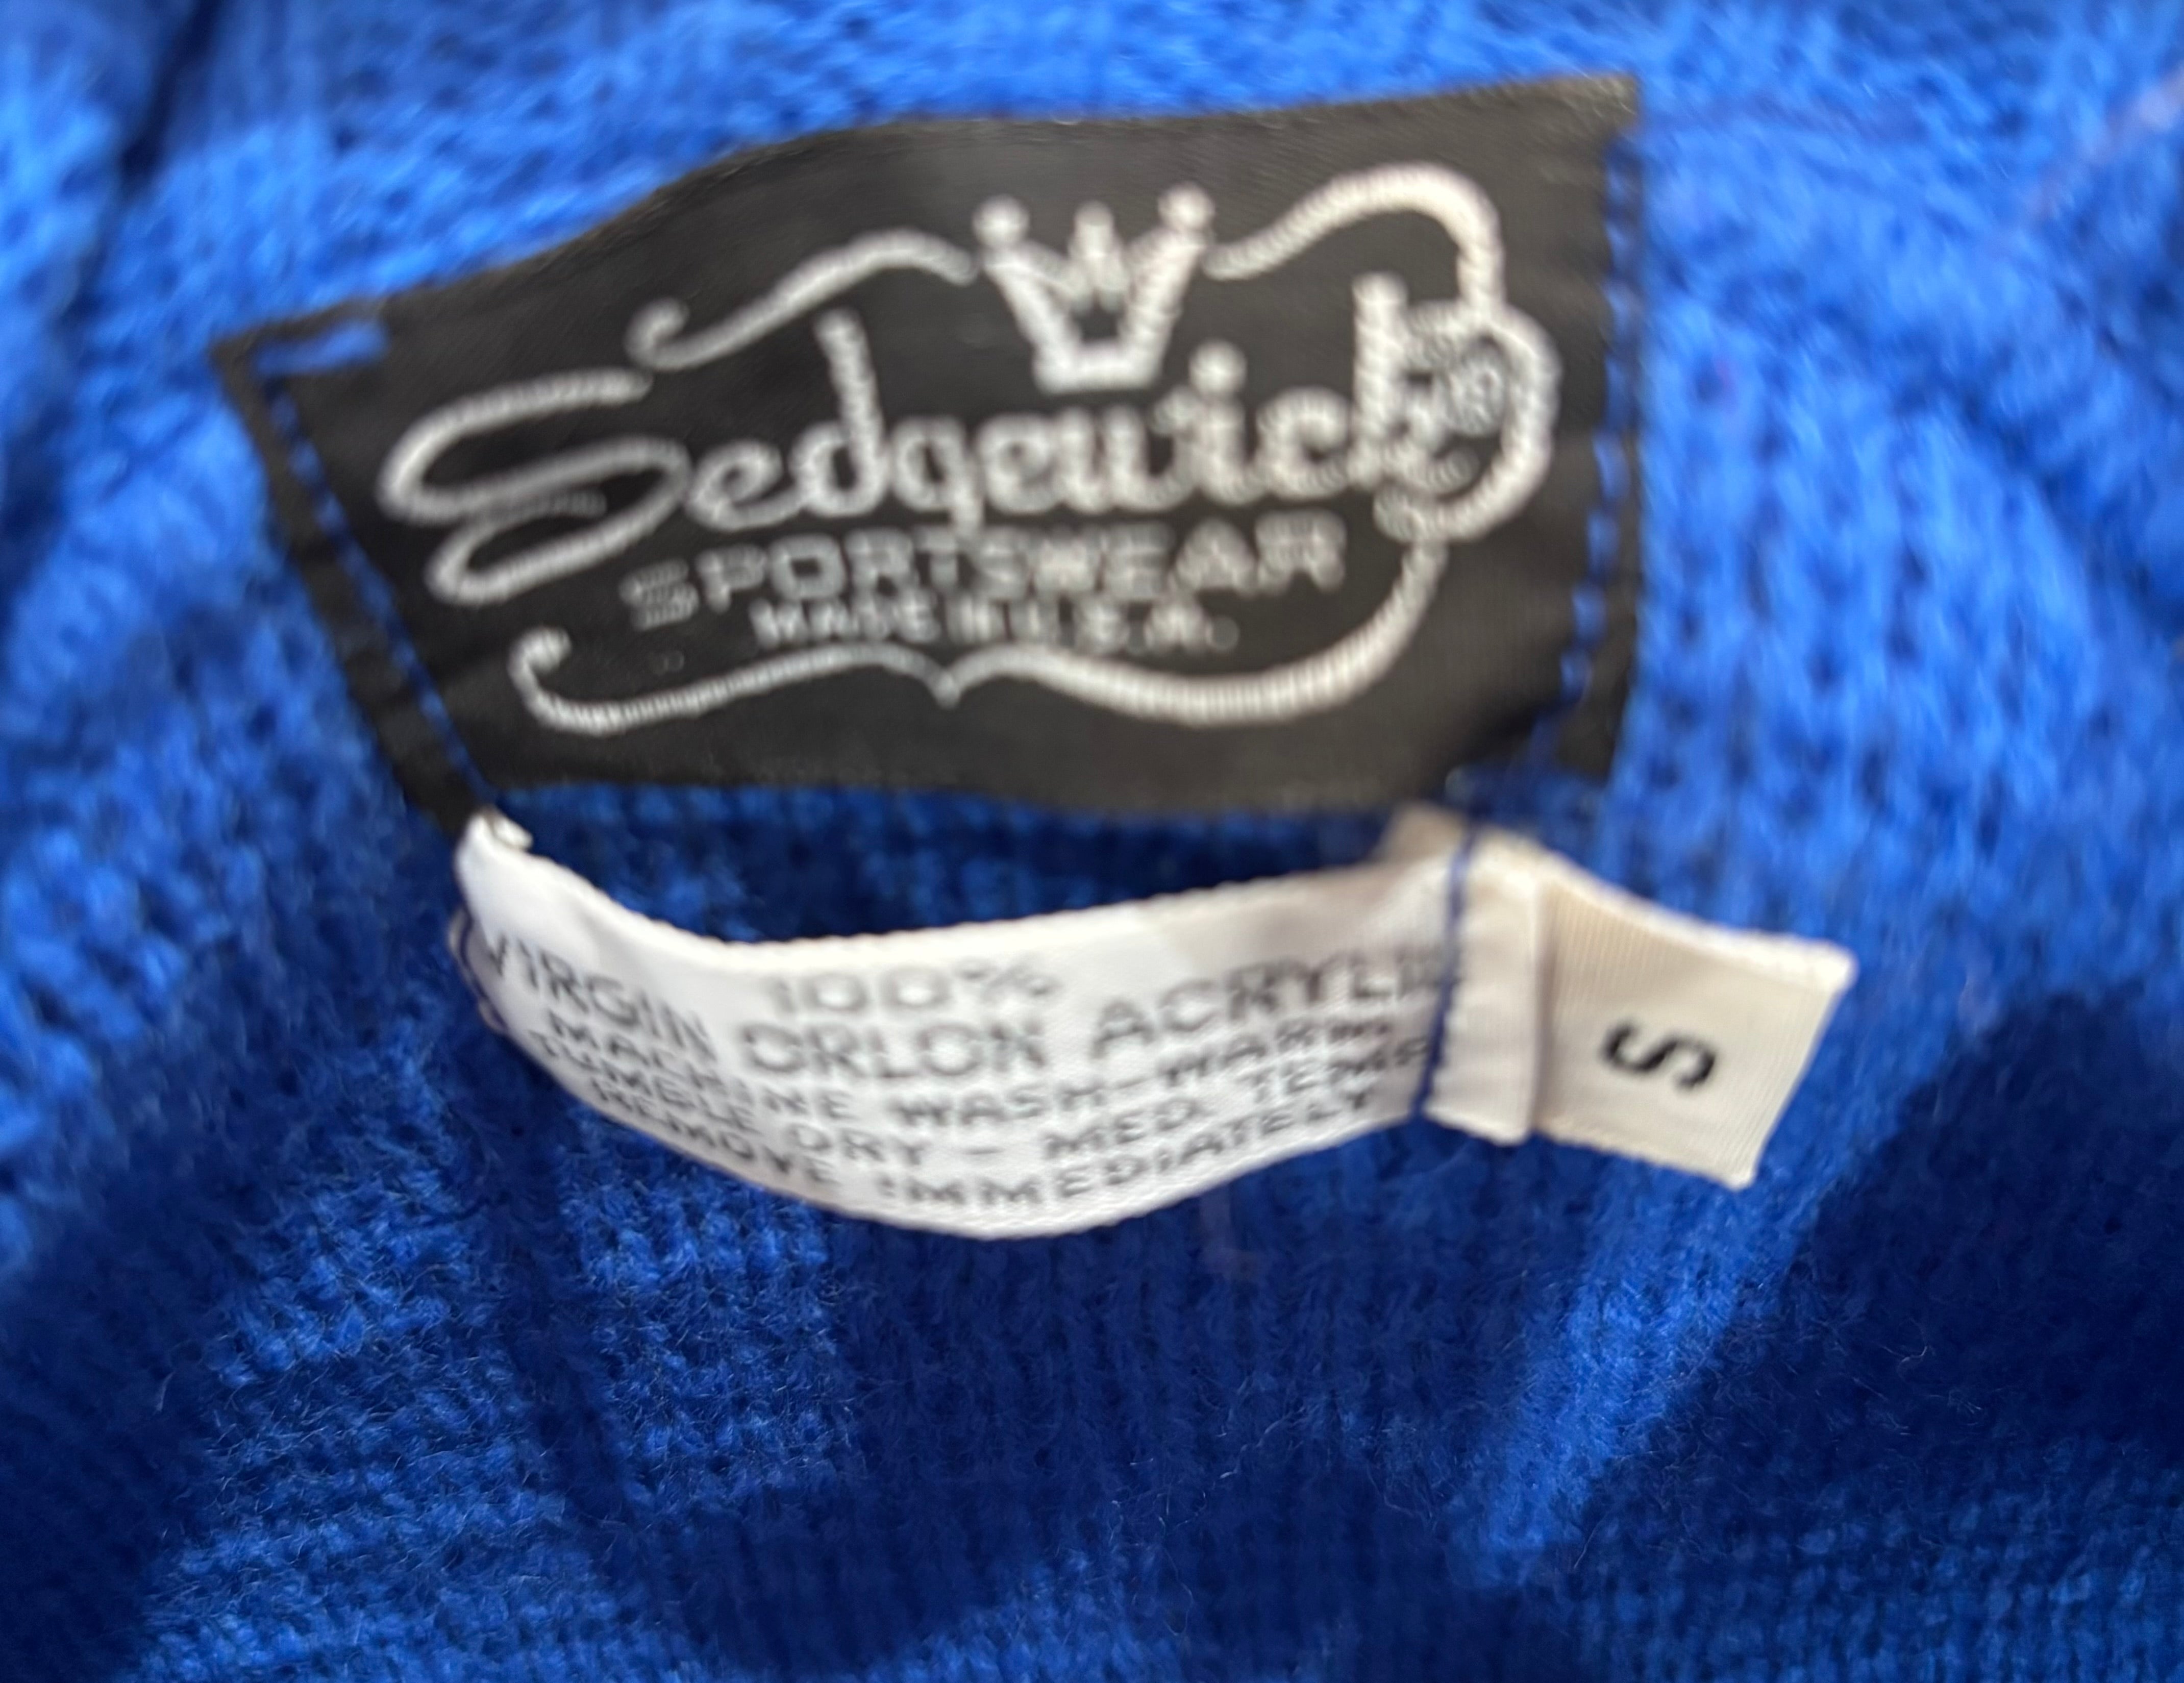 Sedgewick
SPORTSWEAR
MADE IN U.S.A.
100%
VIRGIN ORLON ACRYLIC
MACHINE WASH-WARM
TUMBLE DRY - MED. TEMP
REMOVE IMMEDIATELY
S